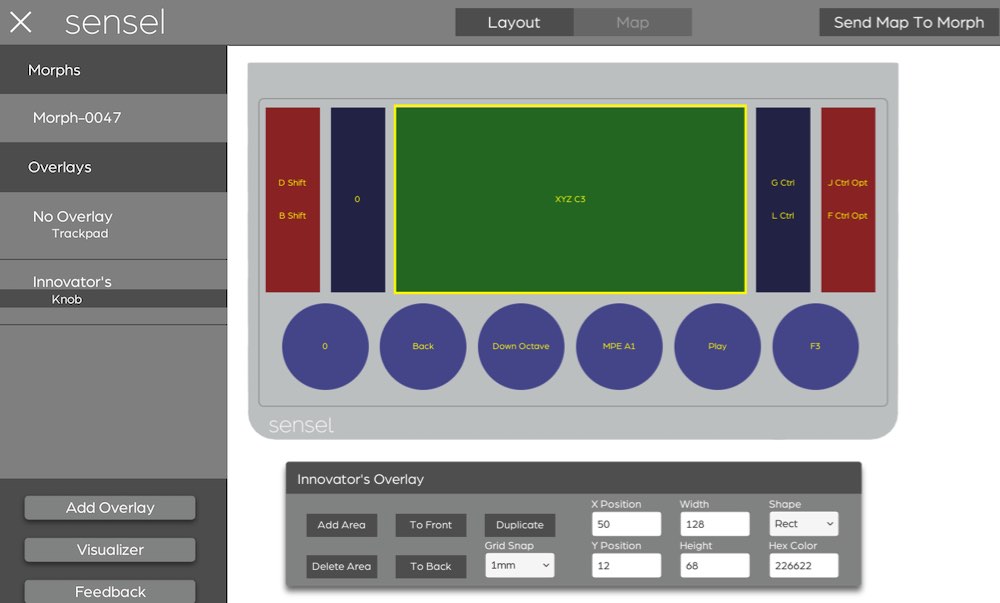 sensel
Layout
Map
Send Map To Morph
Morphs
Morph-0047
Overlays
No Overlay
Trackpad
Innovator's
Knob
Add Overlay
Visualizer
Feedback
D Shift
B Shift
0
XYZ C3
G Ctrl
L Ctrl
J Ctrl Opt
F Ctrl Opt
0
Back
Down Octave
MPE A1
Play
F3
sensel
Innovator's Overlay
Add Area
To Front
Duplicate
Delete Area
To Back
Grid Snap
1mm
X Position
50
Y Position
12
Width
128
Height
68
Shape
Rect
Hex Color
226622